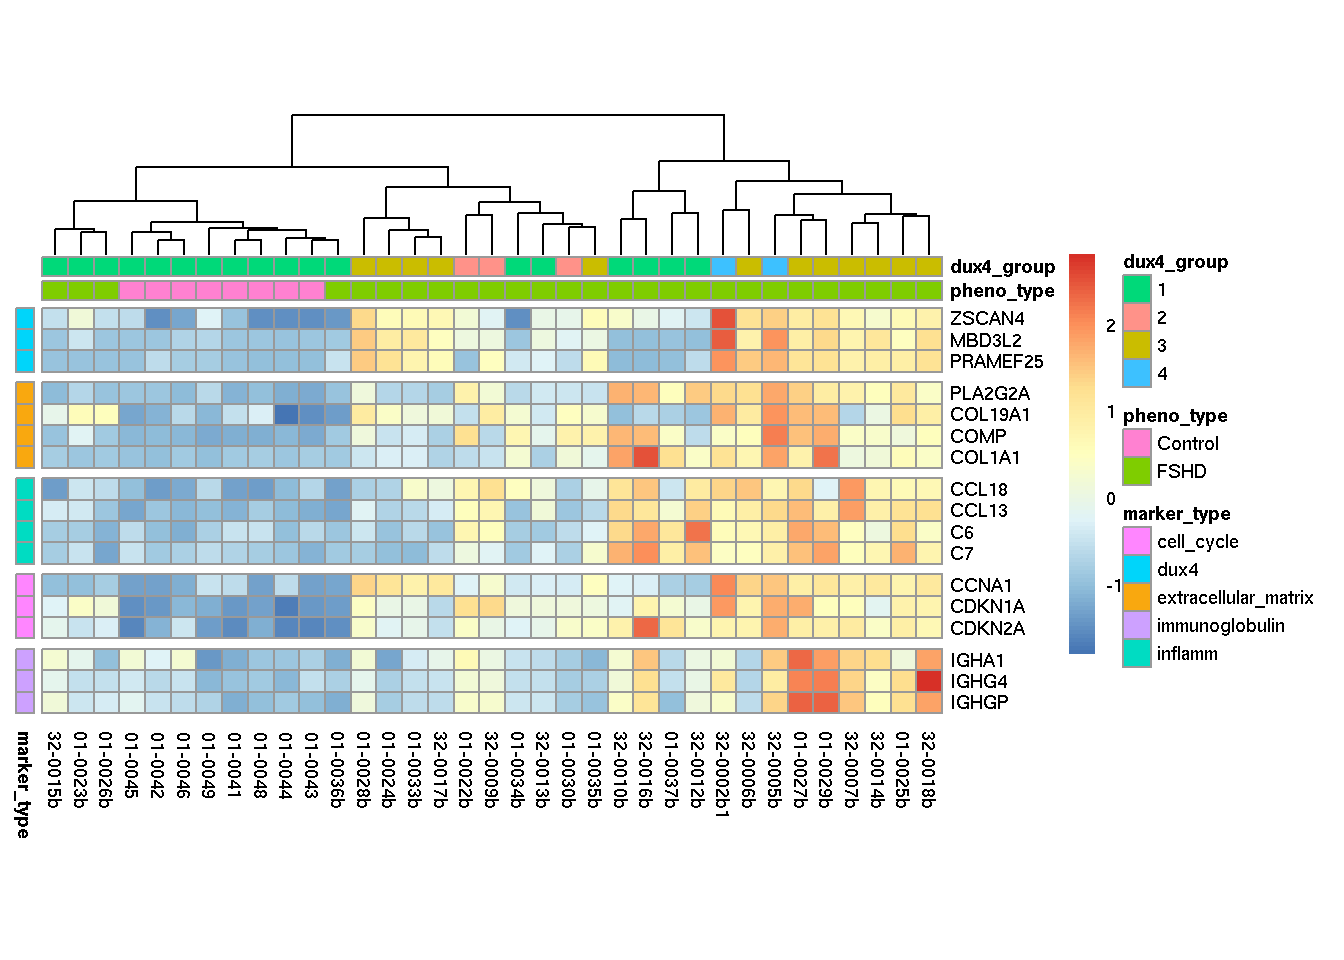 dux4_group
pheno_type
ZSCAN4
MBD3L2
PRAMEF25
PLA2G2A
COL19A1
COMP
COL1A1
CCL18
CCL13
C6
C7
CCNA1
CDKN1A
CDKN2A
IGHA1
IGHG4
IGHGP
marker_type
32-0015b
01-0023b
01-0026b
01-0045
01-0042
01-0046
01-0049
01-0041
01-0048
01-0044
01-0043
01-0036b
01-0028b
01-0024b
01-0033b
32-0017b
01-0022b
32-0009b
01-0034b
32-0013b
01-0030b
01-0035b
32-0010b
32-0016b
01-0037b
32-0012b
32-0002b1
32-0006b
32-0005b
01-0027b
01-0029b
32-0007b
32-0014b
01-0025b
32-0018b
2
1
0
-1
dux4_group
1
2
3
4
pheno_type
Control
FSHD
marker_type
cell_cycle
dux4
extracellular_matrix
immunoglobulin
inflamm